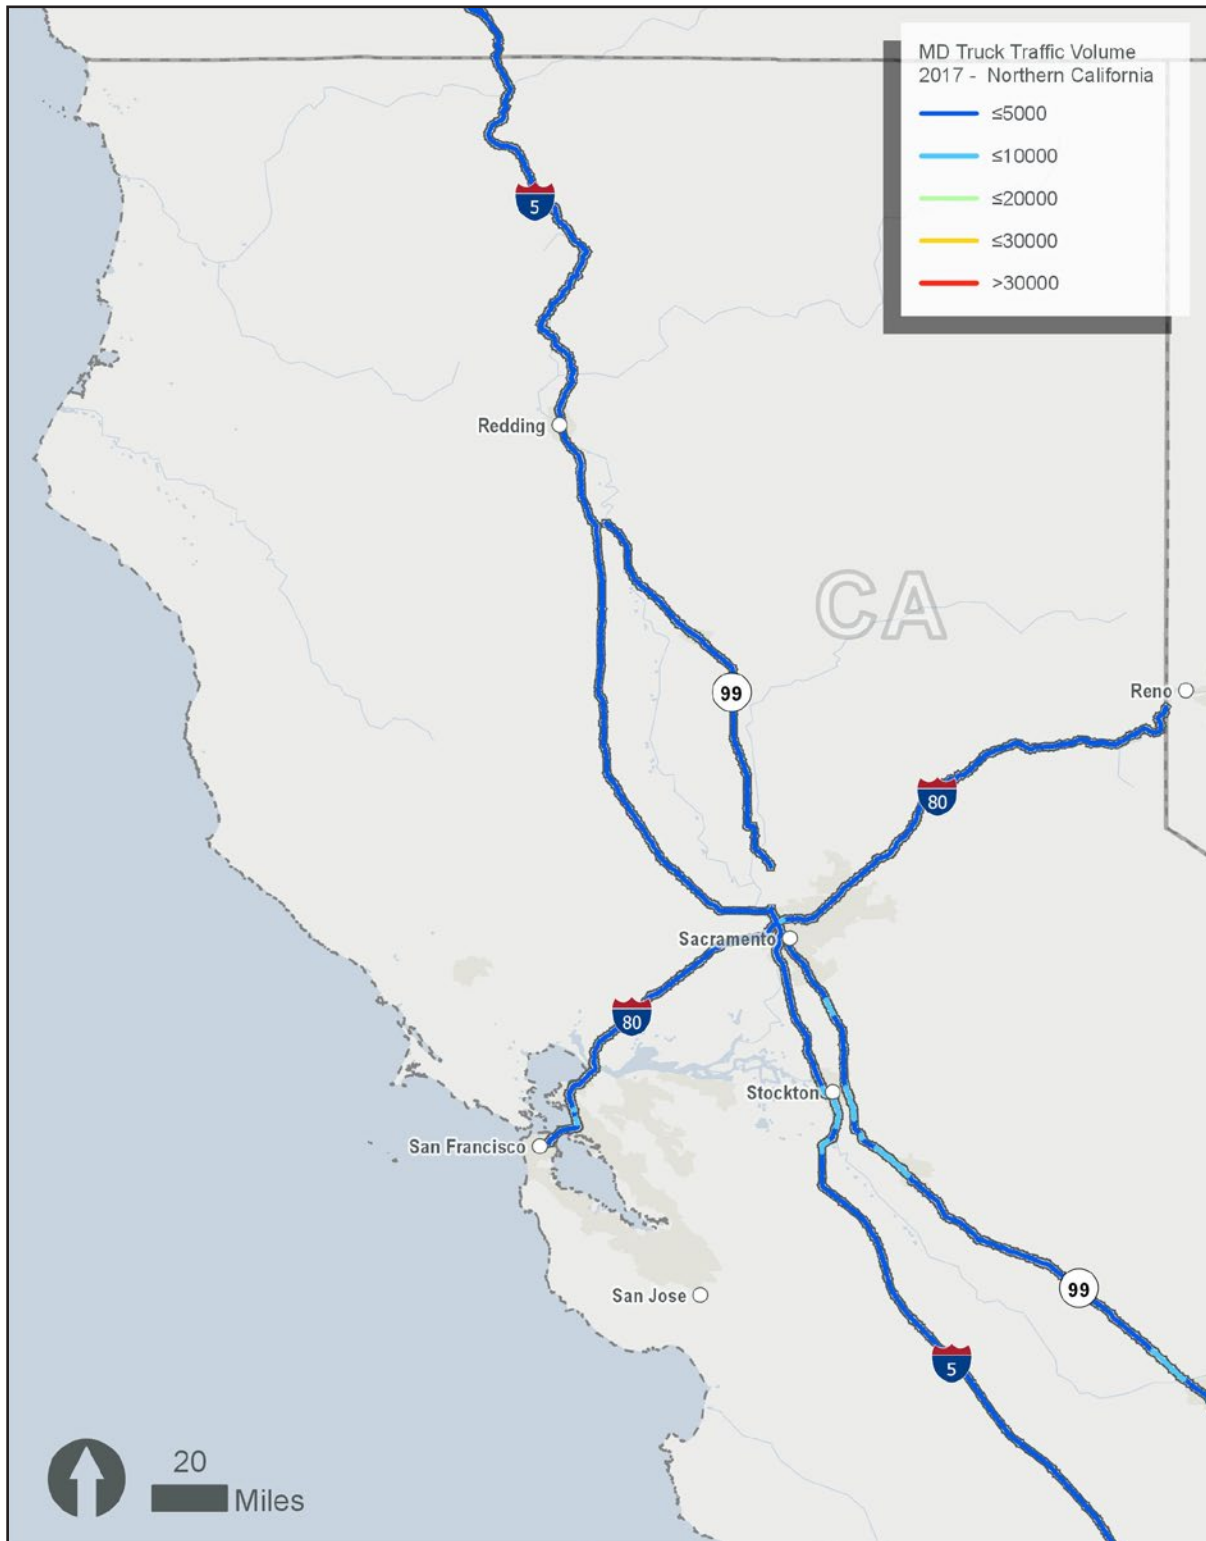 MD Truck Traffic Volume
2017 - Northern California
≤5000
≤10000
≤20000
≤30000
>30000
5
Redding
CA
99
Reno
80
Sacramento
80
Stockton
San Francisco
99
San Jose
5
20
Miles